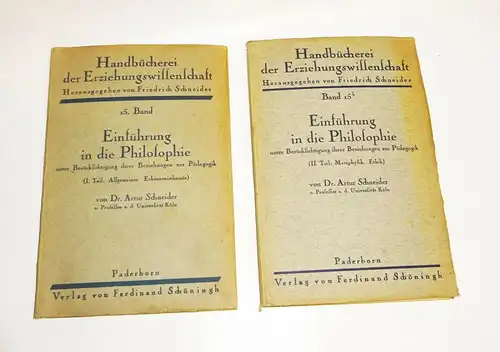 Handbücherei
der Erziehungswiſſenſchaft
Herausgegeben von Friedrich Schneider
15. Band
Einführung
in die Philoſophie
unter Berückſichtigung ihrer Beziehungen zur Pädagogik
(I. Teil: Allgemeine Erkenntnistheorie)
von Dr. Artur Schneider
o. Profeſſor a. d. Univerſität Köln
Paderborn
Verlag von Ferdinand Schöningh
Handbücherei
der Erziehungswiſſenſchaft
Herausgegeben von Friedrich Schneider
Band 15
Einführung
in die Philoſophie
unter Berückſichtigung ihrer Beziehungen zur Pädagogik
(II. Teil: Metaphyſik. Ethik)
von Dr. Artur Schneider
o. Profeſſor a. d. Univerſität Köln
Paderborn
Verlag von Ferdinand Schöningh